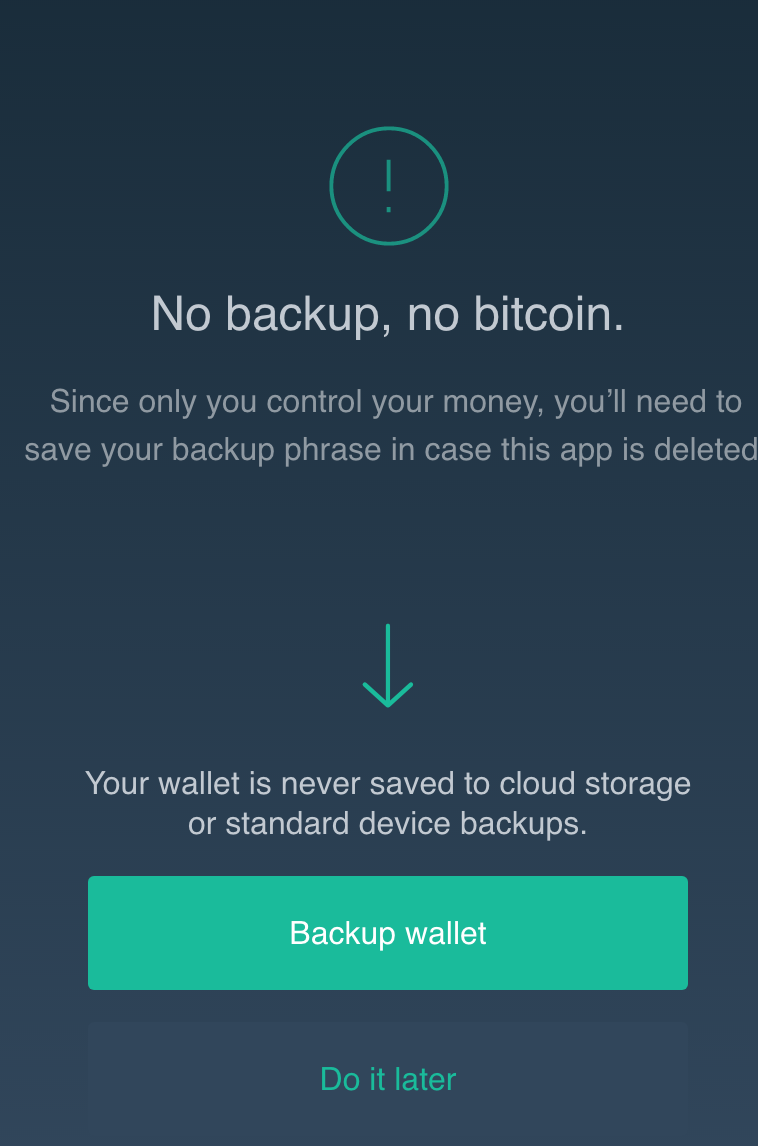 No backup, no bitcoin.
Since only you control your money, you’ll need to
save your backup phrase in case this app is deleted
Your wallet is never saved to cloud storage
or standard device backups.
Backup wallet
Do it later